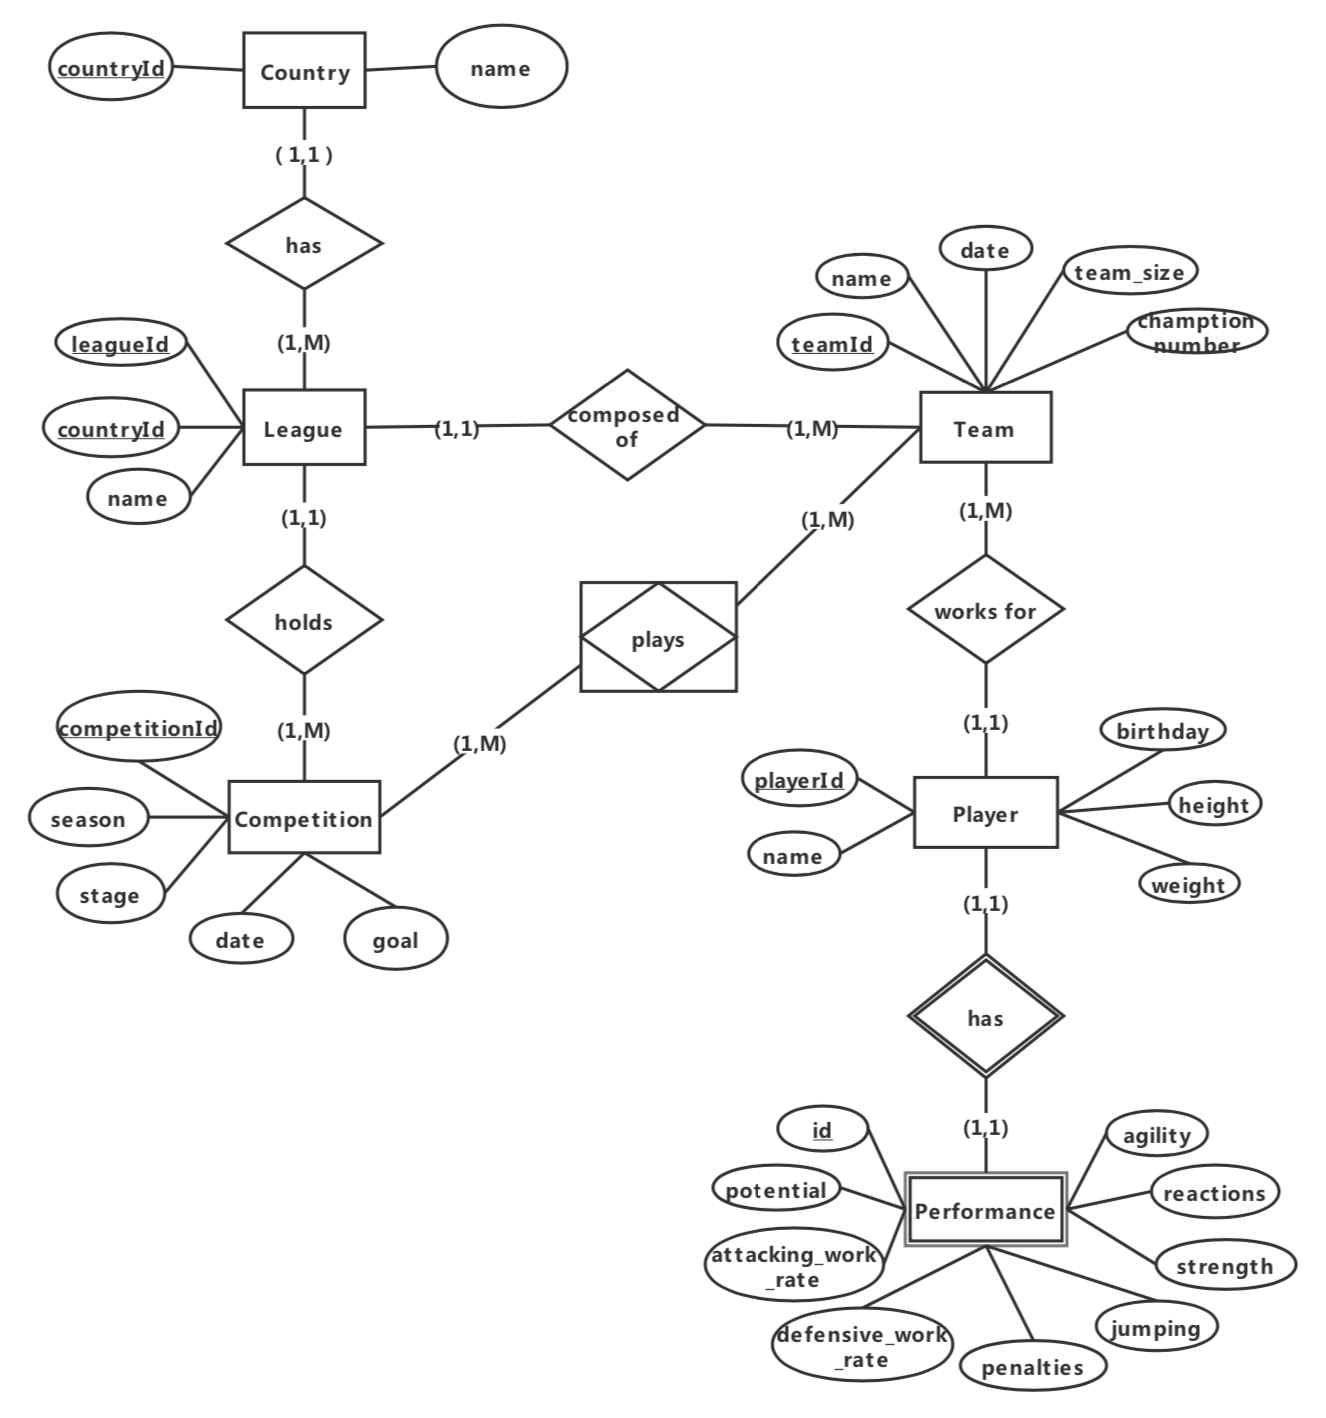 countryId
Country
name
( 1,1 )
has
(1,M)
leagueId
countryId
name
League
(1,1)
composed
of
(1,M)
name
date
team_size
teamId
chamption
number
Team
(1,1)
holds
(1,M)
(1,M)
plays
(1,M)
(1,M)
works for
(1,1)
competitionId
season
stage
Competition
date
goal
playerId
name
Player
birthday
height
weight
(1,1)
has
(1,1)
id
potential
attacking_work
_rate
Performance
agility
reactions
strength
defensive_work
_rate
penalties
jumping